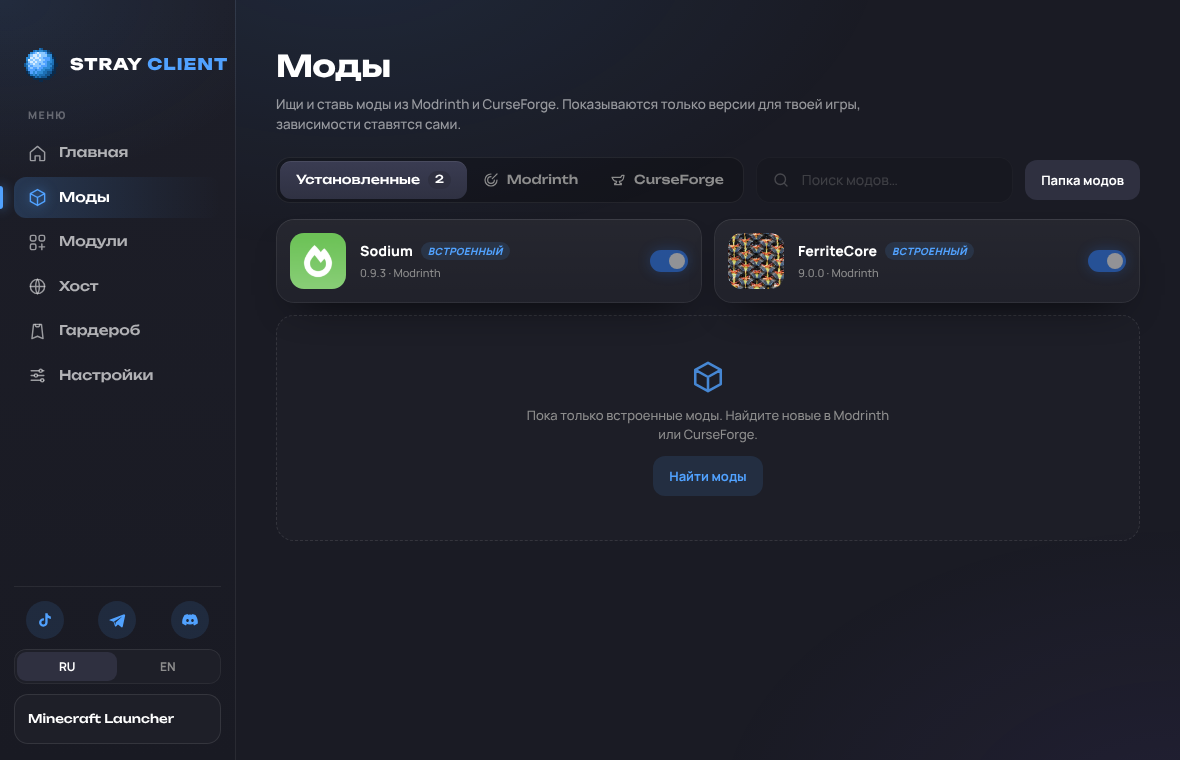 STRAY CLIENT
МЕНЮ
Главная
Моды
Модули
Хост
Гардероб
Настройки
RU EN
Minecraft Launcher
Моды
Ищи и ставь моды из Modrinth и CurseForge. Показываются только версии для твоей игры,
зависимости ставятся сами.
Установленные 2 Modrinth CurseForge Поиск модов... Папка модов
Sodium ВСТРОЕННЫЙ
0.9.3 · Modrinth
FerriteCore ВСТРОЕННЫЙ
9.0.0 · Modrinth
Пока только встроенные моды. Найдите новые в Modrinth
или CurseForge.
Найти моды